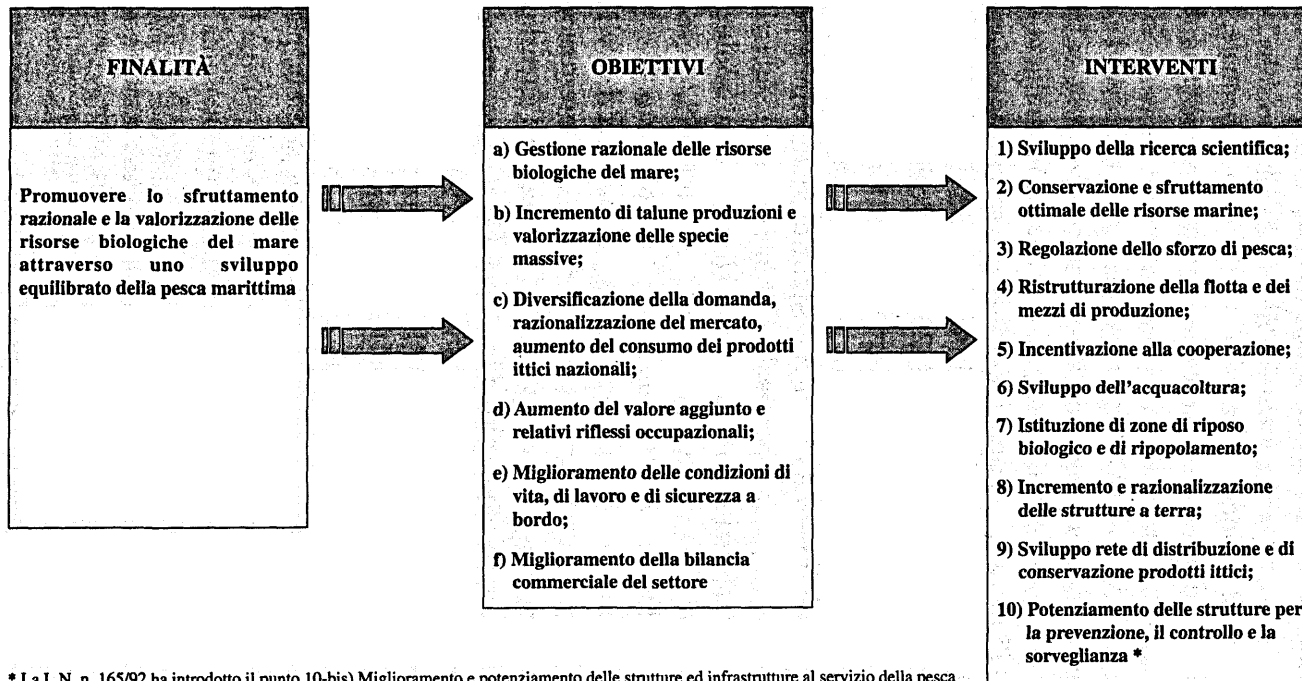 FINALITÀ
Promuovere lo sfruttamento
razionale e la valorizzazione delle
risorse biologiche del mare
attraverso uno sviluppo
equilibrato della pesca marittima
OBIETTIVI
a) Gestione razionale delle risorse
biologiche del mare;
b) Incremento di talune produzioni e
valorizzazione delle specie
massive;
c) Diversificazione della domanda,
razionalizzazione del mercato,
aumento del consumo dei prodotti
ittici nazionali;
d) Aumento del valore aggiunto e
relativi riflessi occupazionali;
e) Miglioramento delle condizioni di
vita, di lavoro e di sicurezza a
bordo;
f) Miglioramento della bilancia
commerciale del settore
INTERVENTI
1) Sviluppo della ricerca scientifica;
2) Conservazione e sfruttamento
ottimale delle risorse marine;
3) Regolazione dello sforzo di pesca;
4) Ristrutturazione della flotta e dei
mezzi di produzione;
5) Incentivazione alla cooperazione;
6) Sviluppo dell'acquacoltura;
7) Istituzione di zone di riposo
biologico e di ripopolamento;
8) Incremento e razionalizzazione
delle strutture a terra;
9) Sviluppo rete di distribuzione e di
conservazione prodotti ittici;
10) Potenziamento delle strutture per
la prevenzione, il controllo e la
sorveglianza *
* La L.N. n. 165/92 ha introdotto il punto 10-bis) Miglioramento e potenziamento delle strutture ed infrastrutture al servizio della pesca